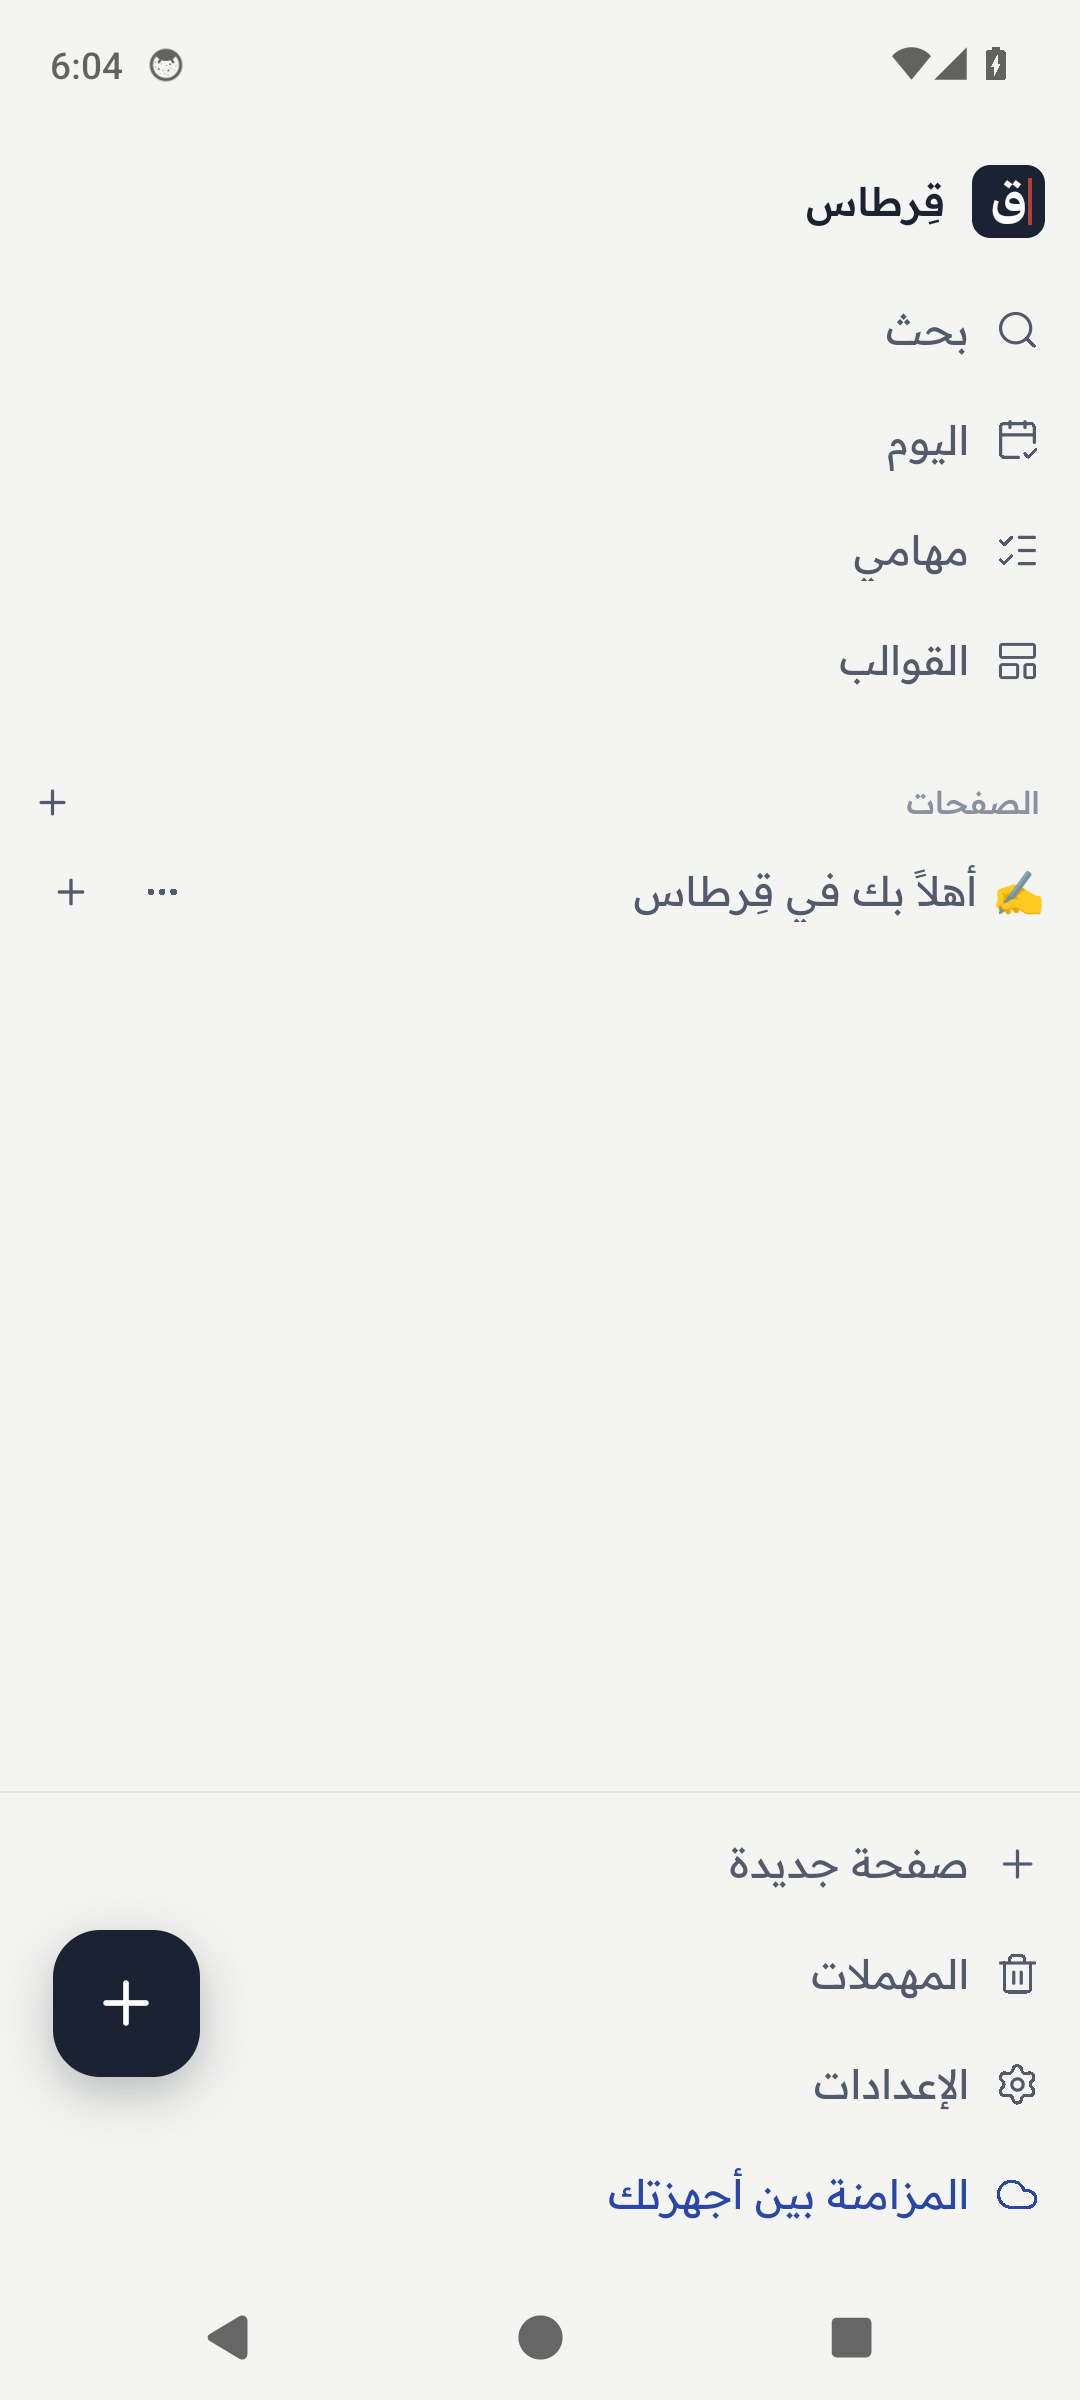 6:04
قِرطاس
ق
بحث
اليوم
مهامي
القوالب
الصفحات
✍️ أهلاً بك في قِرطاس
صفحة جديدة
المهملات
الإعدادات
المزامنة بين أجهزتك